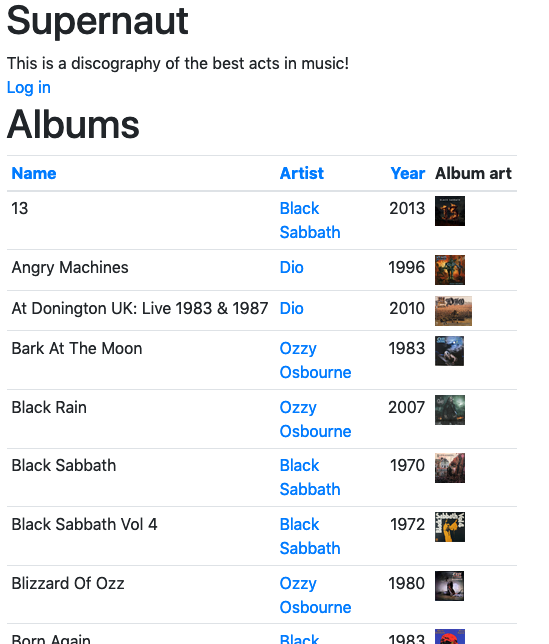 Supernaut
This is a discography of the best acts in music!
Log in
Albums
Name Artist Year Album art
13 Black Sabbath 2013
Angry Machines Dio 1996
At Donington UK: Live 1983 & 1987 Dio 2010
Bark At The Moon Ozzy Osbourne 1983
Black Rain Ozzy Osbourne 2007
Black Sabbath Black Sabbath 1970
Black Sabbath Vol 4 Black Sabbath 1972
Blizzard Of Ozz Ozzy Osbourne 1980
Born Again Black 1983